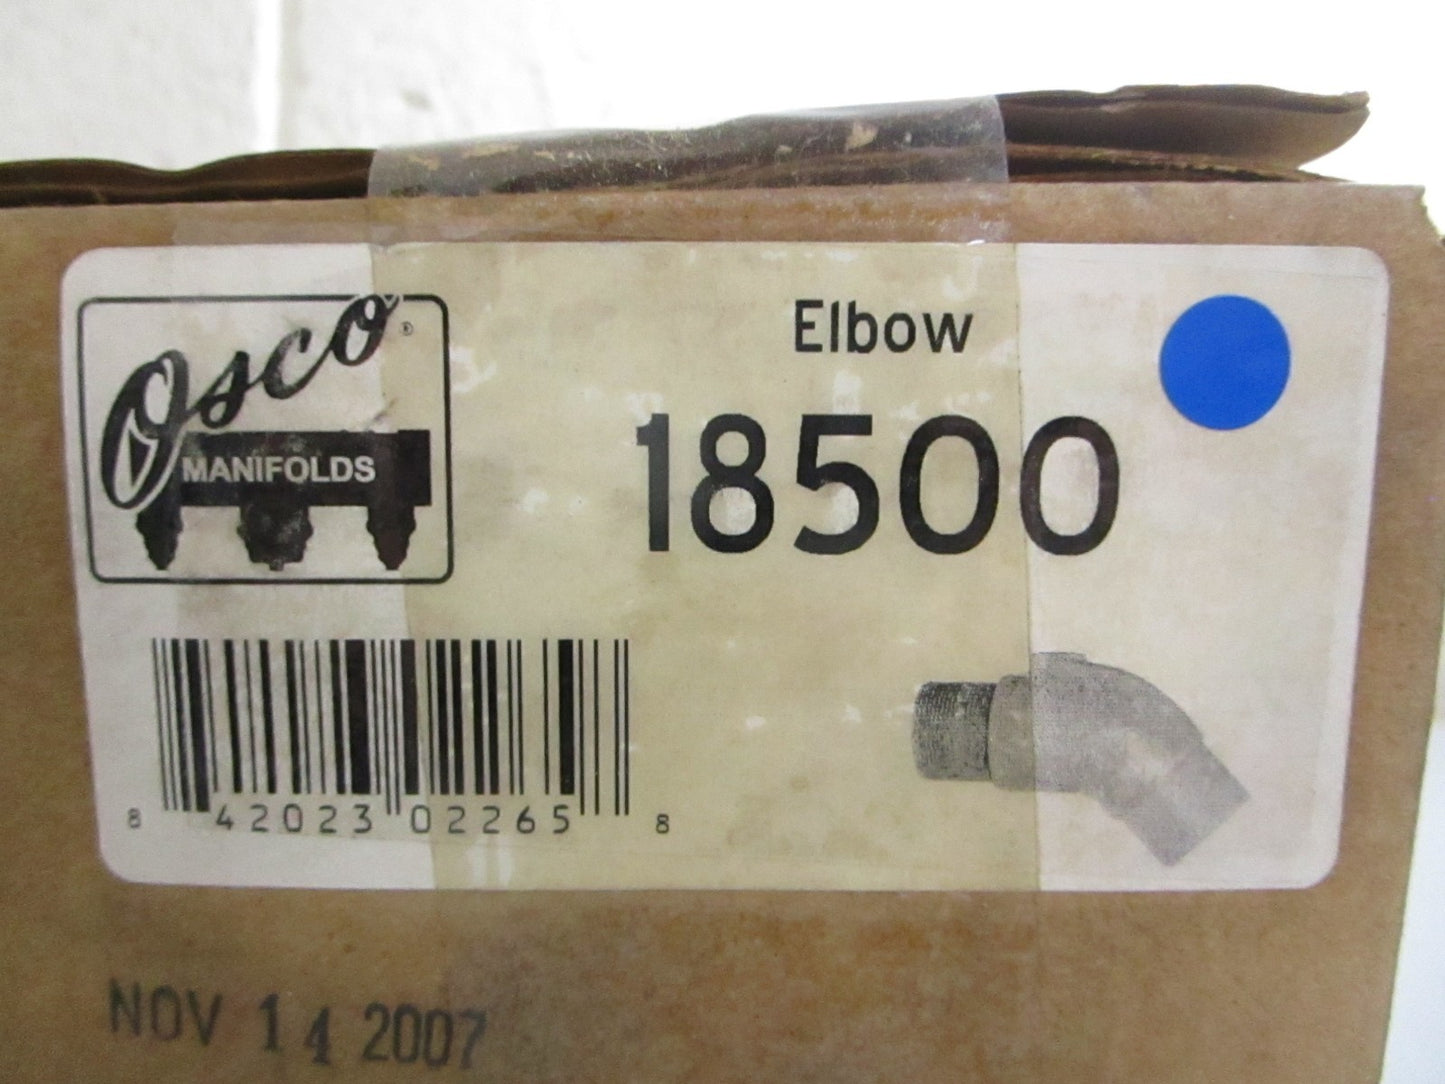 Osco®
MANIFOLDS
Elbow
18500
8 42023 02265 8
NOV 14 2007